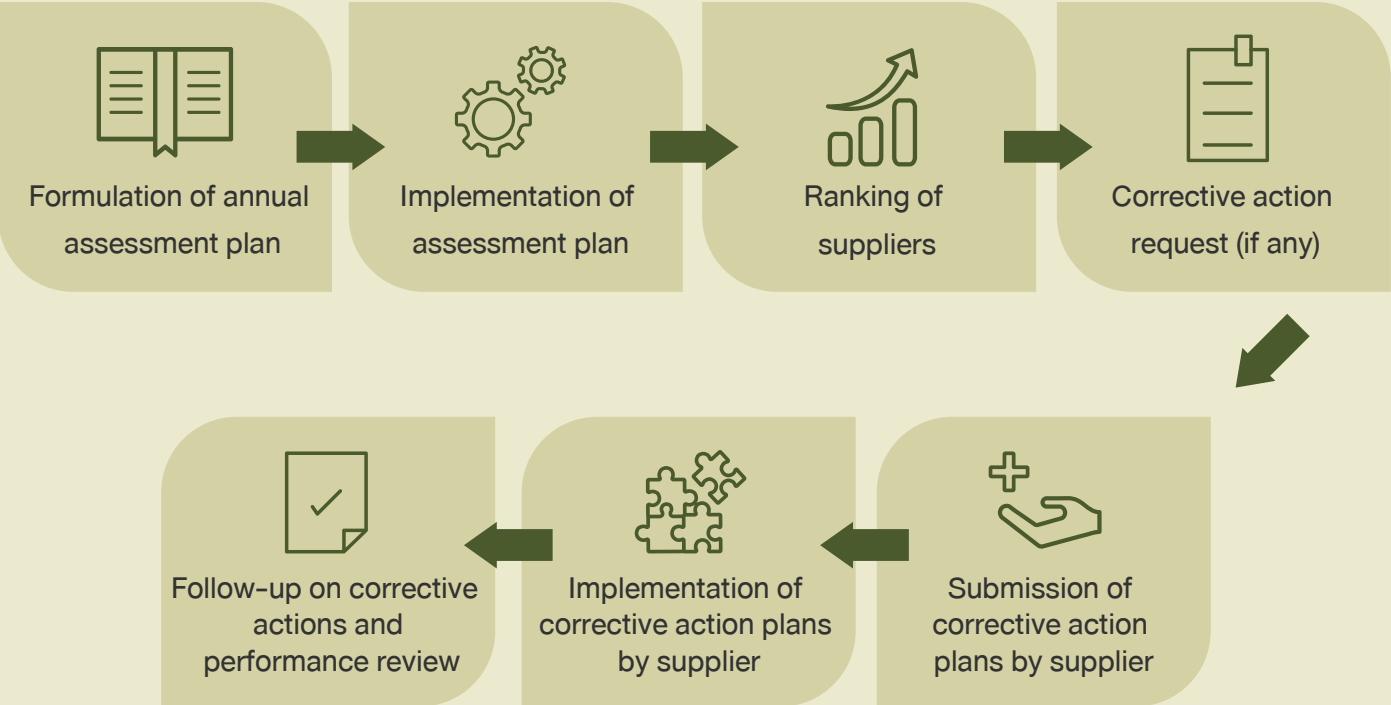 Formulation of annual
assessment plan
Implementation of
assessment plan
Ranking of
suppliers
Corrective action
request (if any)
Submission of
corrective action
plans by supplier
Implementation of
corrective action plans
by supplier
Follow-up on corrective
actions and
performance review